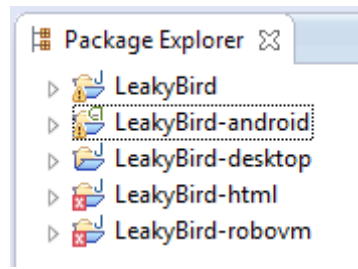 Package Explorer
LeakyBird
LeakyBird-android
LeakyBird-desktop
LeakyBird-html
LeakyBird-robovm